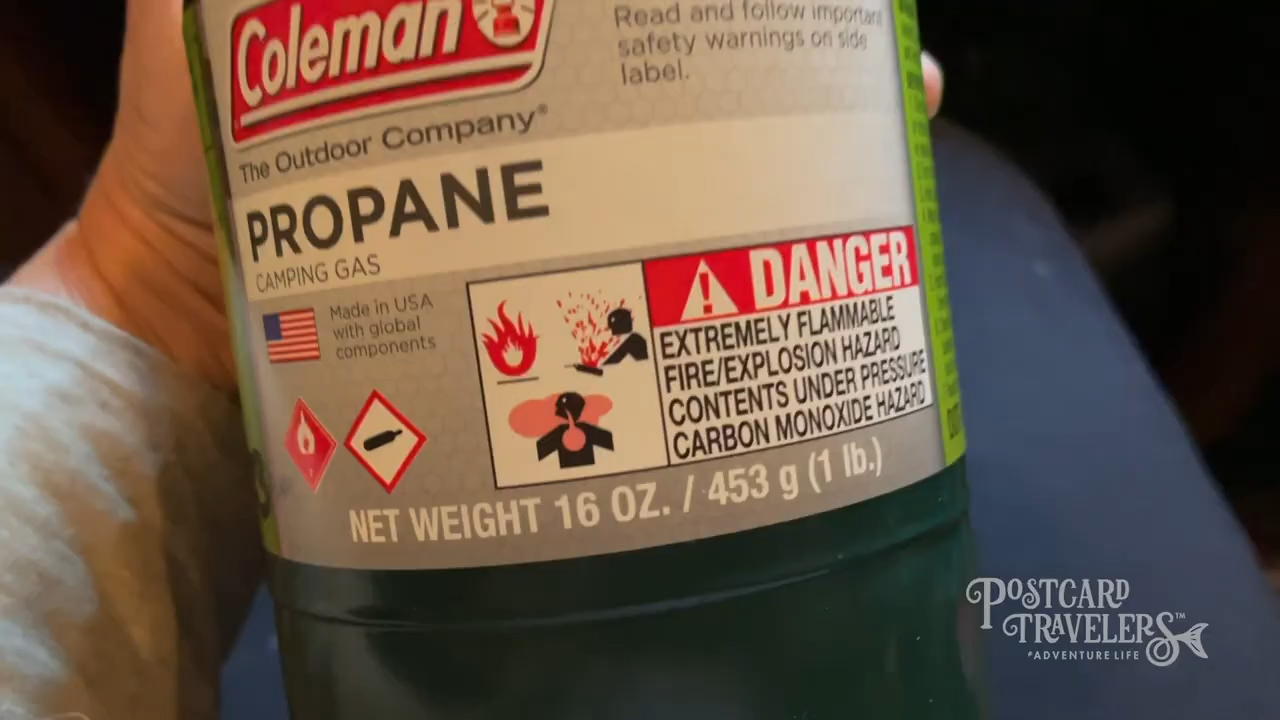 Coleman
The Outdoor Company®
PROPANE
CAMPING GAS
Made in USA
with global
components
Read and follow important
safety warnings on side
label.
DANGER
EXTREMELY FLAMMABLE
FIRE/EXPLOSION HAZARD
CONTENTS UNDER PRESSURE
CARBON MONOXIDE HAZARD
NET WEIGHT 16 OZ. / 453 g (1 lb.)
POSTCARD
TRAVELERS™
#ADVENTURE LIFE